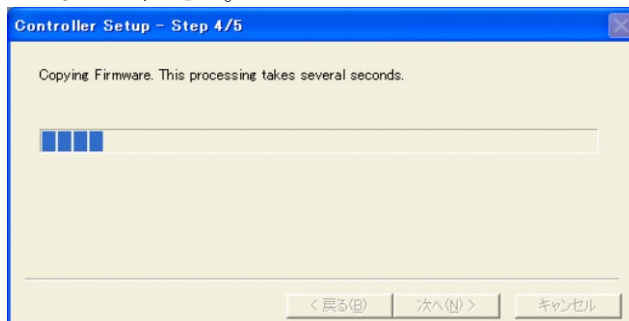 Controller Setup - Step 4/5
Copying Firmware. This processing takes several seconds.
< 戻る(B)
次へ(N) >
キャンセル